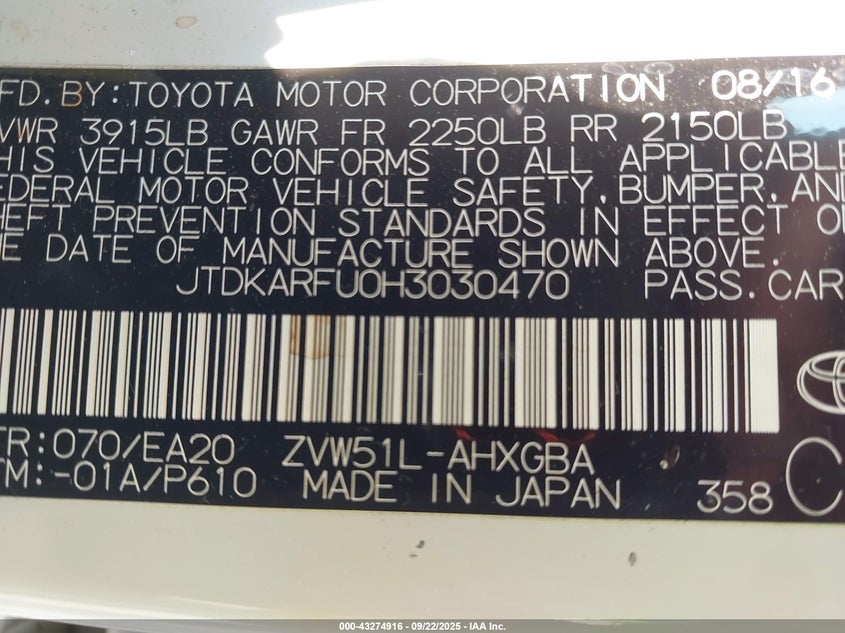 FD. BY: TOYOTA MOTOR CORPORATION 08/16
VWR 3915LB GAWR FR 2250LB RR 2150LB
HIS VEHICLE CONFORMS TO ALL APPLICABLE
EDERAL MOTOR VEHICLE SAFETY, BUMPER, AND
HEFT PREVENTION STANDARDS IN EFFECT O
E DATE OF MANUFACTURE SHOWN ABOVE.
JTDKARFU0H3030470 PASS. CAR
TR: 070/EA20 ZVW51L-AHXGBA
TM: -01A/P610 MADE IN JAPAN 358 C
000-43274916 - 09/22/2025 - IAA Inc.